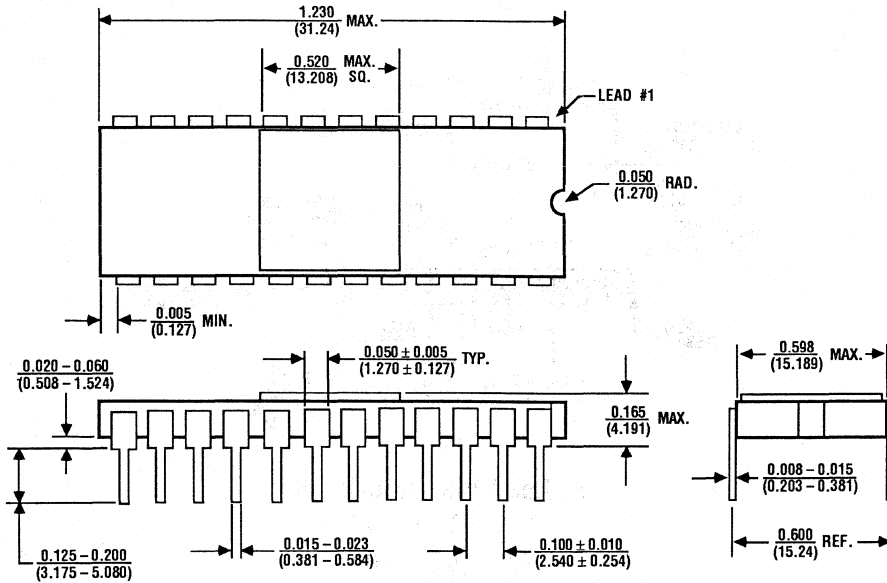 1.230
(31.24) MAX.
0.520
(13.208) MAX.
SQ.
LEAD #1
0.050
(1.270) RAD.
0.005
(0.127) MIN.
0.020 – 0.060
(0.508 – 1.524)
0.050 ± 0.005
(1.270 ± 0.127) TYP.
0.598
(15.189) MAX.
0.165
(4.191) MAX.
0.008 – 0.015
(0.203 – 0.381)
0.125 – 0.200
(3.175 – 5.080)
0.015 – 0.023
(0.381 – 0.584)
0.100 ± 0.010
(2.540 ± 0.254)
0.600
(15.24) REF.